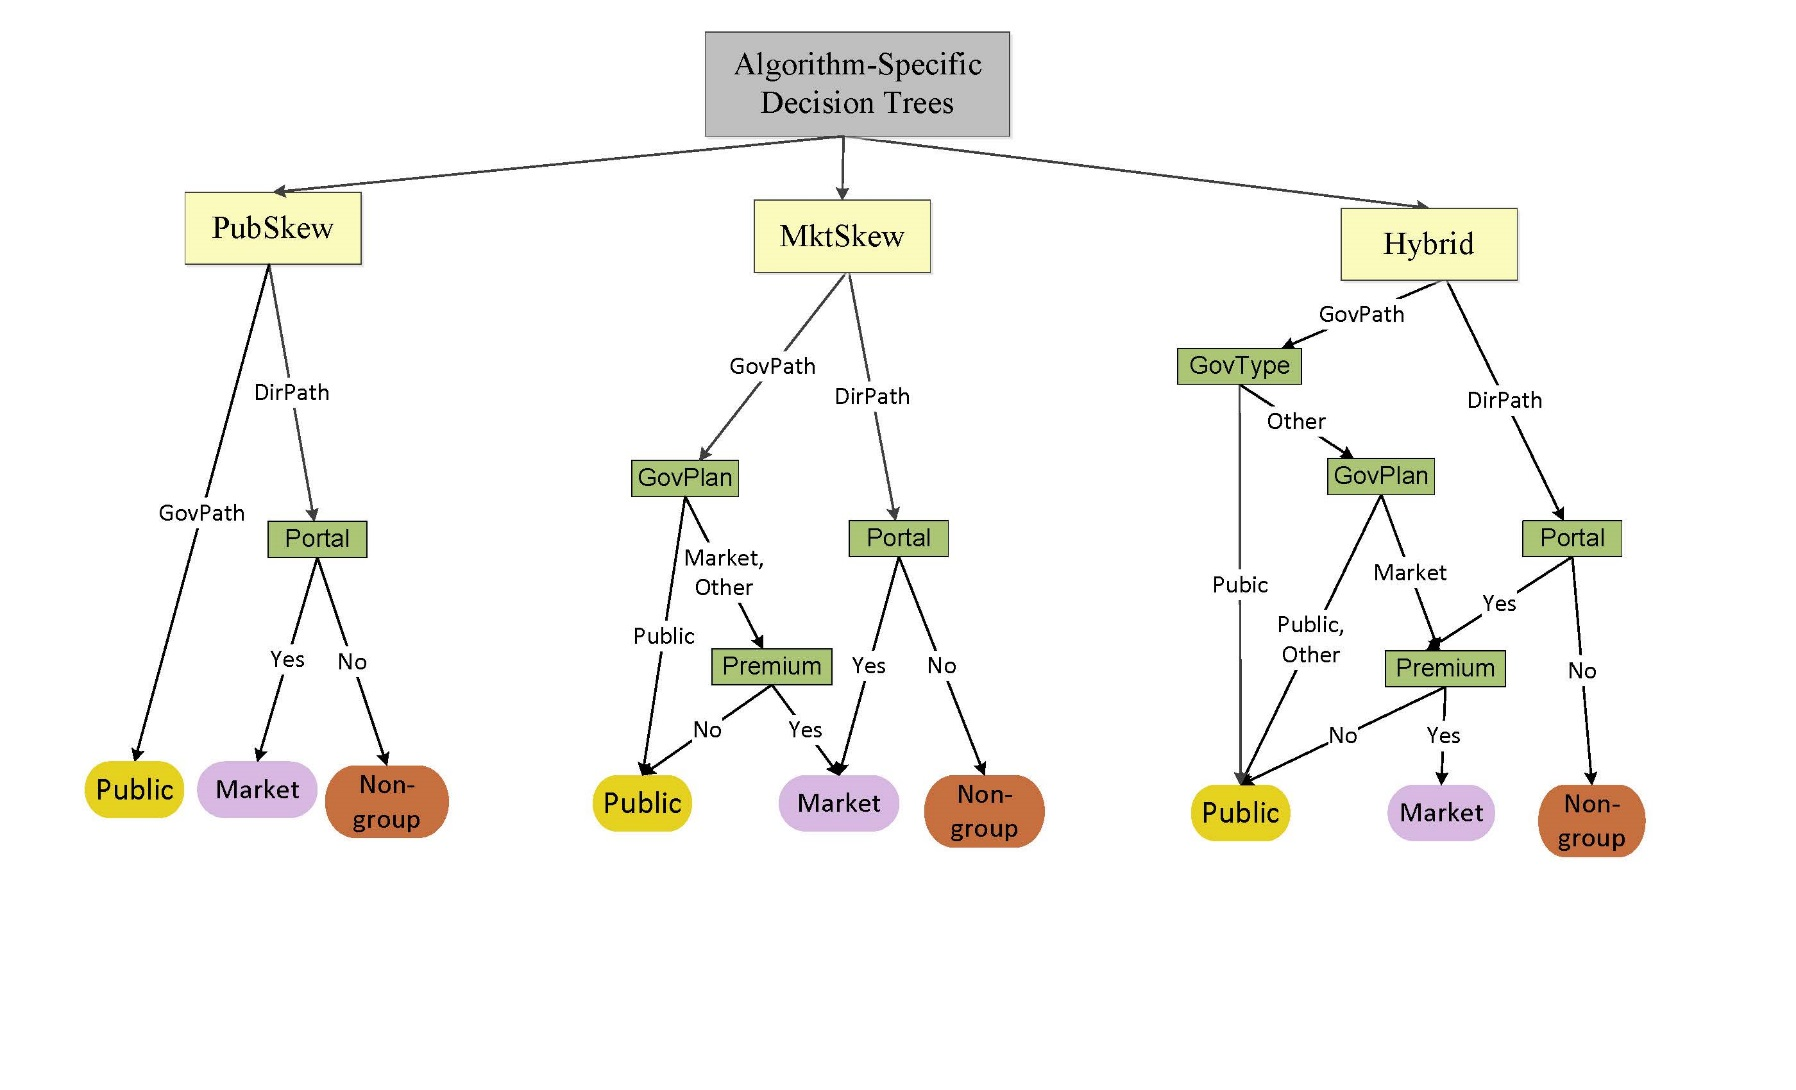 Algorithm-Specific
Decision Trees
PubSkew
MktSkew
Hybrid
GovPath
DirPath
Portal
Yes
No
Public
Market
Non-
group
GovPath
DirPath
GovPlan
Portal
Market,
Other
Public
Premium
Yes
No
No
Yes
Public
Market
Non-
group
GovPath
GovType
DirPath
Other
GovPlan
Portal
Pubic
Market
Yes
Public,
Other
Premium
No
No
Yes
Public
Market
Non-
group